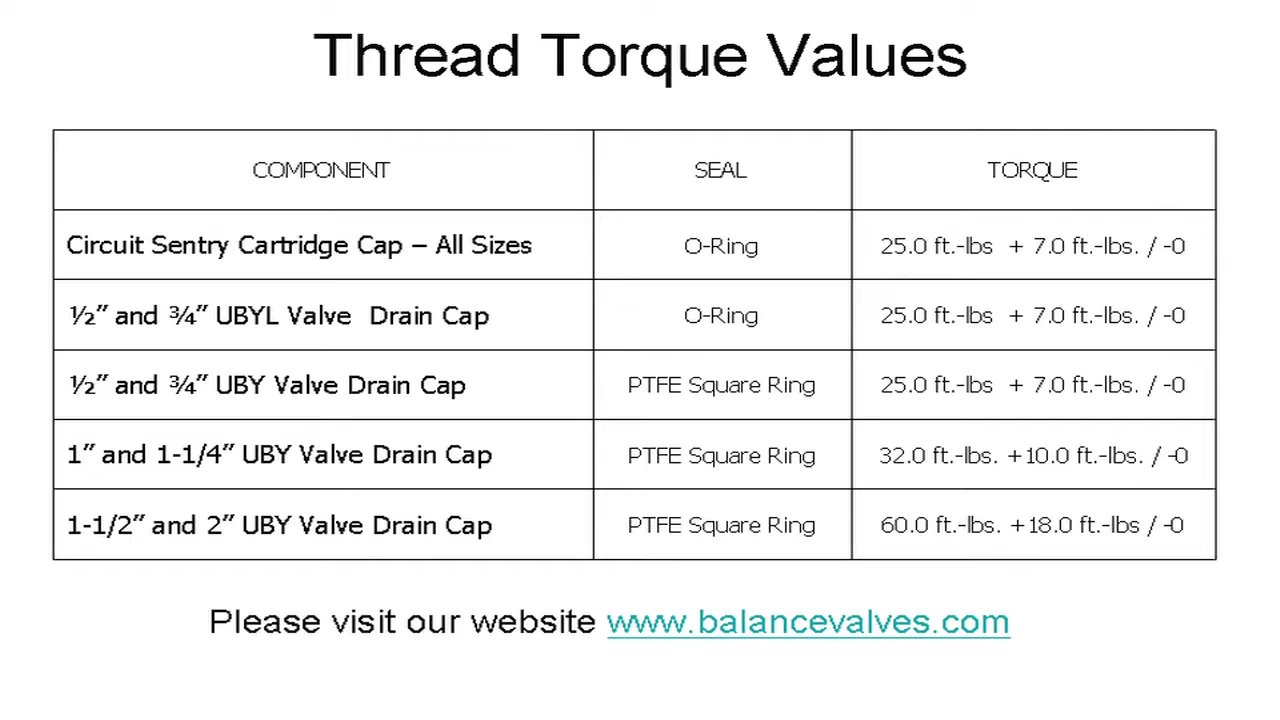 Thread Torque Values
COMPONENT SEAL TORQUE
Circuit Sentry Cartridge Cap – All Sizes O-Ring 25.0 ft.-lbs + 7.0 ft.-lbs. / -0
½” and ¾” UBYL Valve Drain Cap O-Ring 25.0 ft.-lbs + 7.0 ft.-lbs. / -0
½” and ¾” UBY Valve Drain Cap PTFE Square Ring 25.0 ft.-lbs + 7.0 ft.-lbs. / -0
1” and 1-1/4” UBY Valve Drain Cap PTFE Square Ring 32.0 ft.-lbs. +10.0 ft.-lbs. / -0
1-1/2” and 2” UBY Valve Drain Cap PTFE Square Ring 60.0 ft.-lbs. +18.0 ft.-lbs / -0
Please visit our website www.balancevalves.com